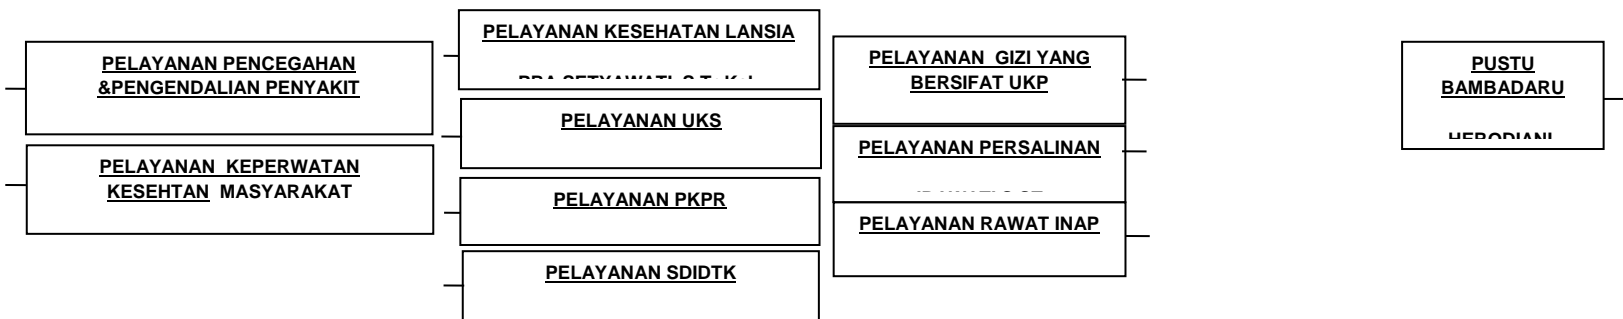 PELAYANAN PENCEGAHAN
&PENGENDALIAN PENYAKIT
PELAYANAN KEPERWATAN
KESEHTAN MASYARAKAT
PELAYANAN KESEHATAN LANSIA
PELAYANAN UKS
PELAYANAN PKPR
PELAYANAN SDIDTK
PELAYANAN GIZI YANG
BERSIFAT UKP
PELAYANAN PERSALINAN
PELAYANAN RAWAT INAP
PUSTU
BAMBADARU